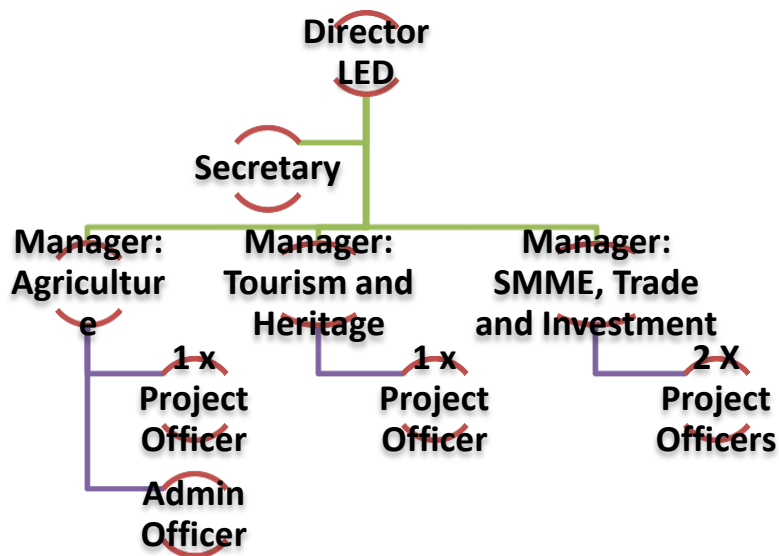 Director
LED
Secretary
Manager:
Agricultur
e
Manager:
Tourism and
Heritage
Manager:
SMME, Trade
and Investment
1 x
Project
Officer
Admin
Officer
1 x
Project
Officer
2 X
Project
Officers